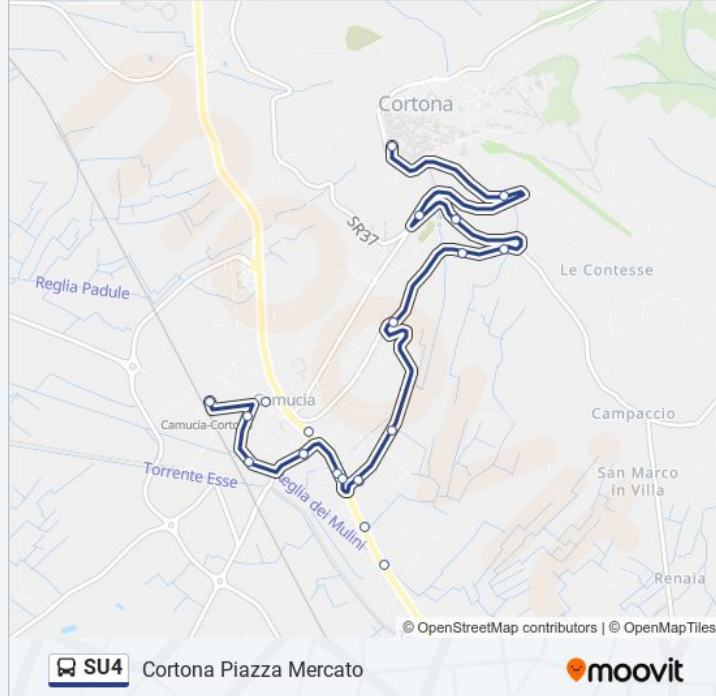 Cortona
SR37
Le Contesse
Reglia Padule
Camucia
Camucia-Corto
Campaccio
San Marco
in Villa
Torrente Esse
Reglia dei Mulini
Renaia
© OpenStreetMap contributors | © OpenMapTiles
SU4 Cortona Piazza Mercato
moovit